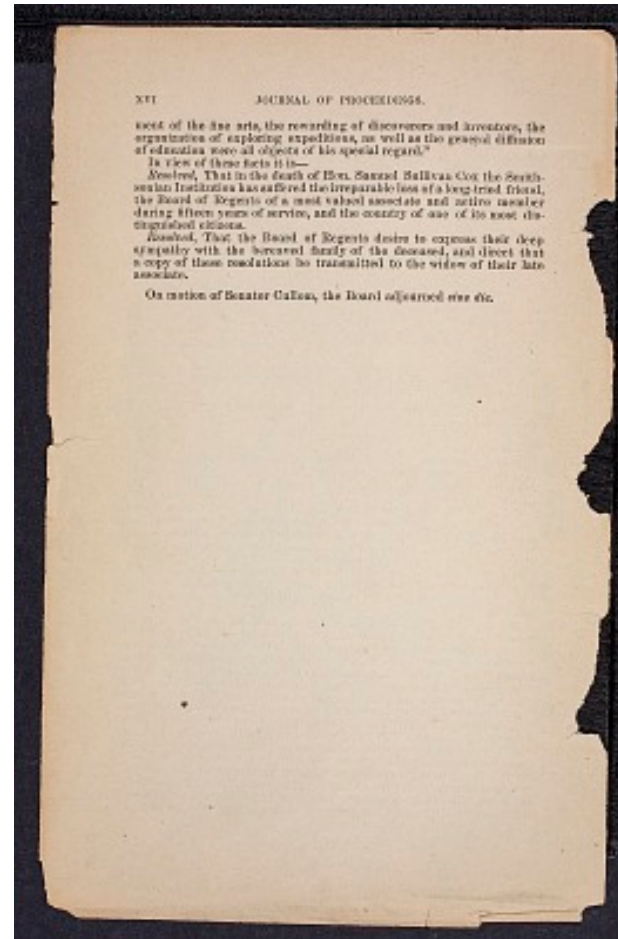 XVI JOURNAL OF PROCEEDINGS.
ment of the fine arts, the rewarding of discoverers and inventors, the
organization of exploring expeditions, as well as the general diffusion
of education were all objects of his special regard."
In view of these facts it is—
Resolved, That in the death of Hon. Samuel Sullivan Cox the Smith-
sonian Institution has suffered the irreparable loss of a long-tried friend,
the Board of Regents of a most valued associate and active member
during fifteen years of service, and the country of one of its most dis-
tinguished citizens.
Resolved, That the Board of Regents desire to express their deep
sympathy with the bereaved family of the deceased, and direct that
a copy of these resolutions be transmitted to the widow of their late
associate.
On motion of Senator Cullom, the Board adjourned sine die.